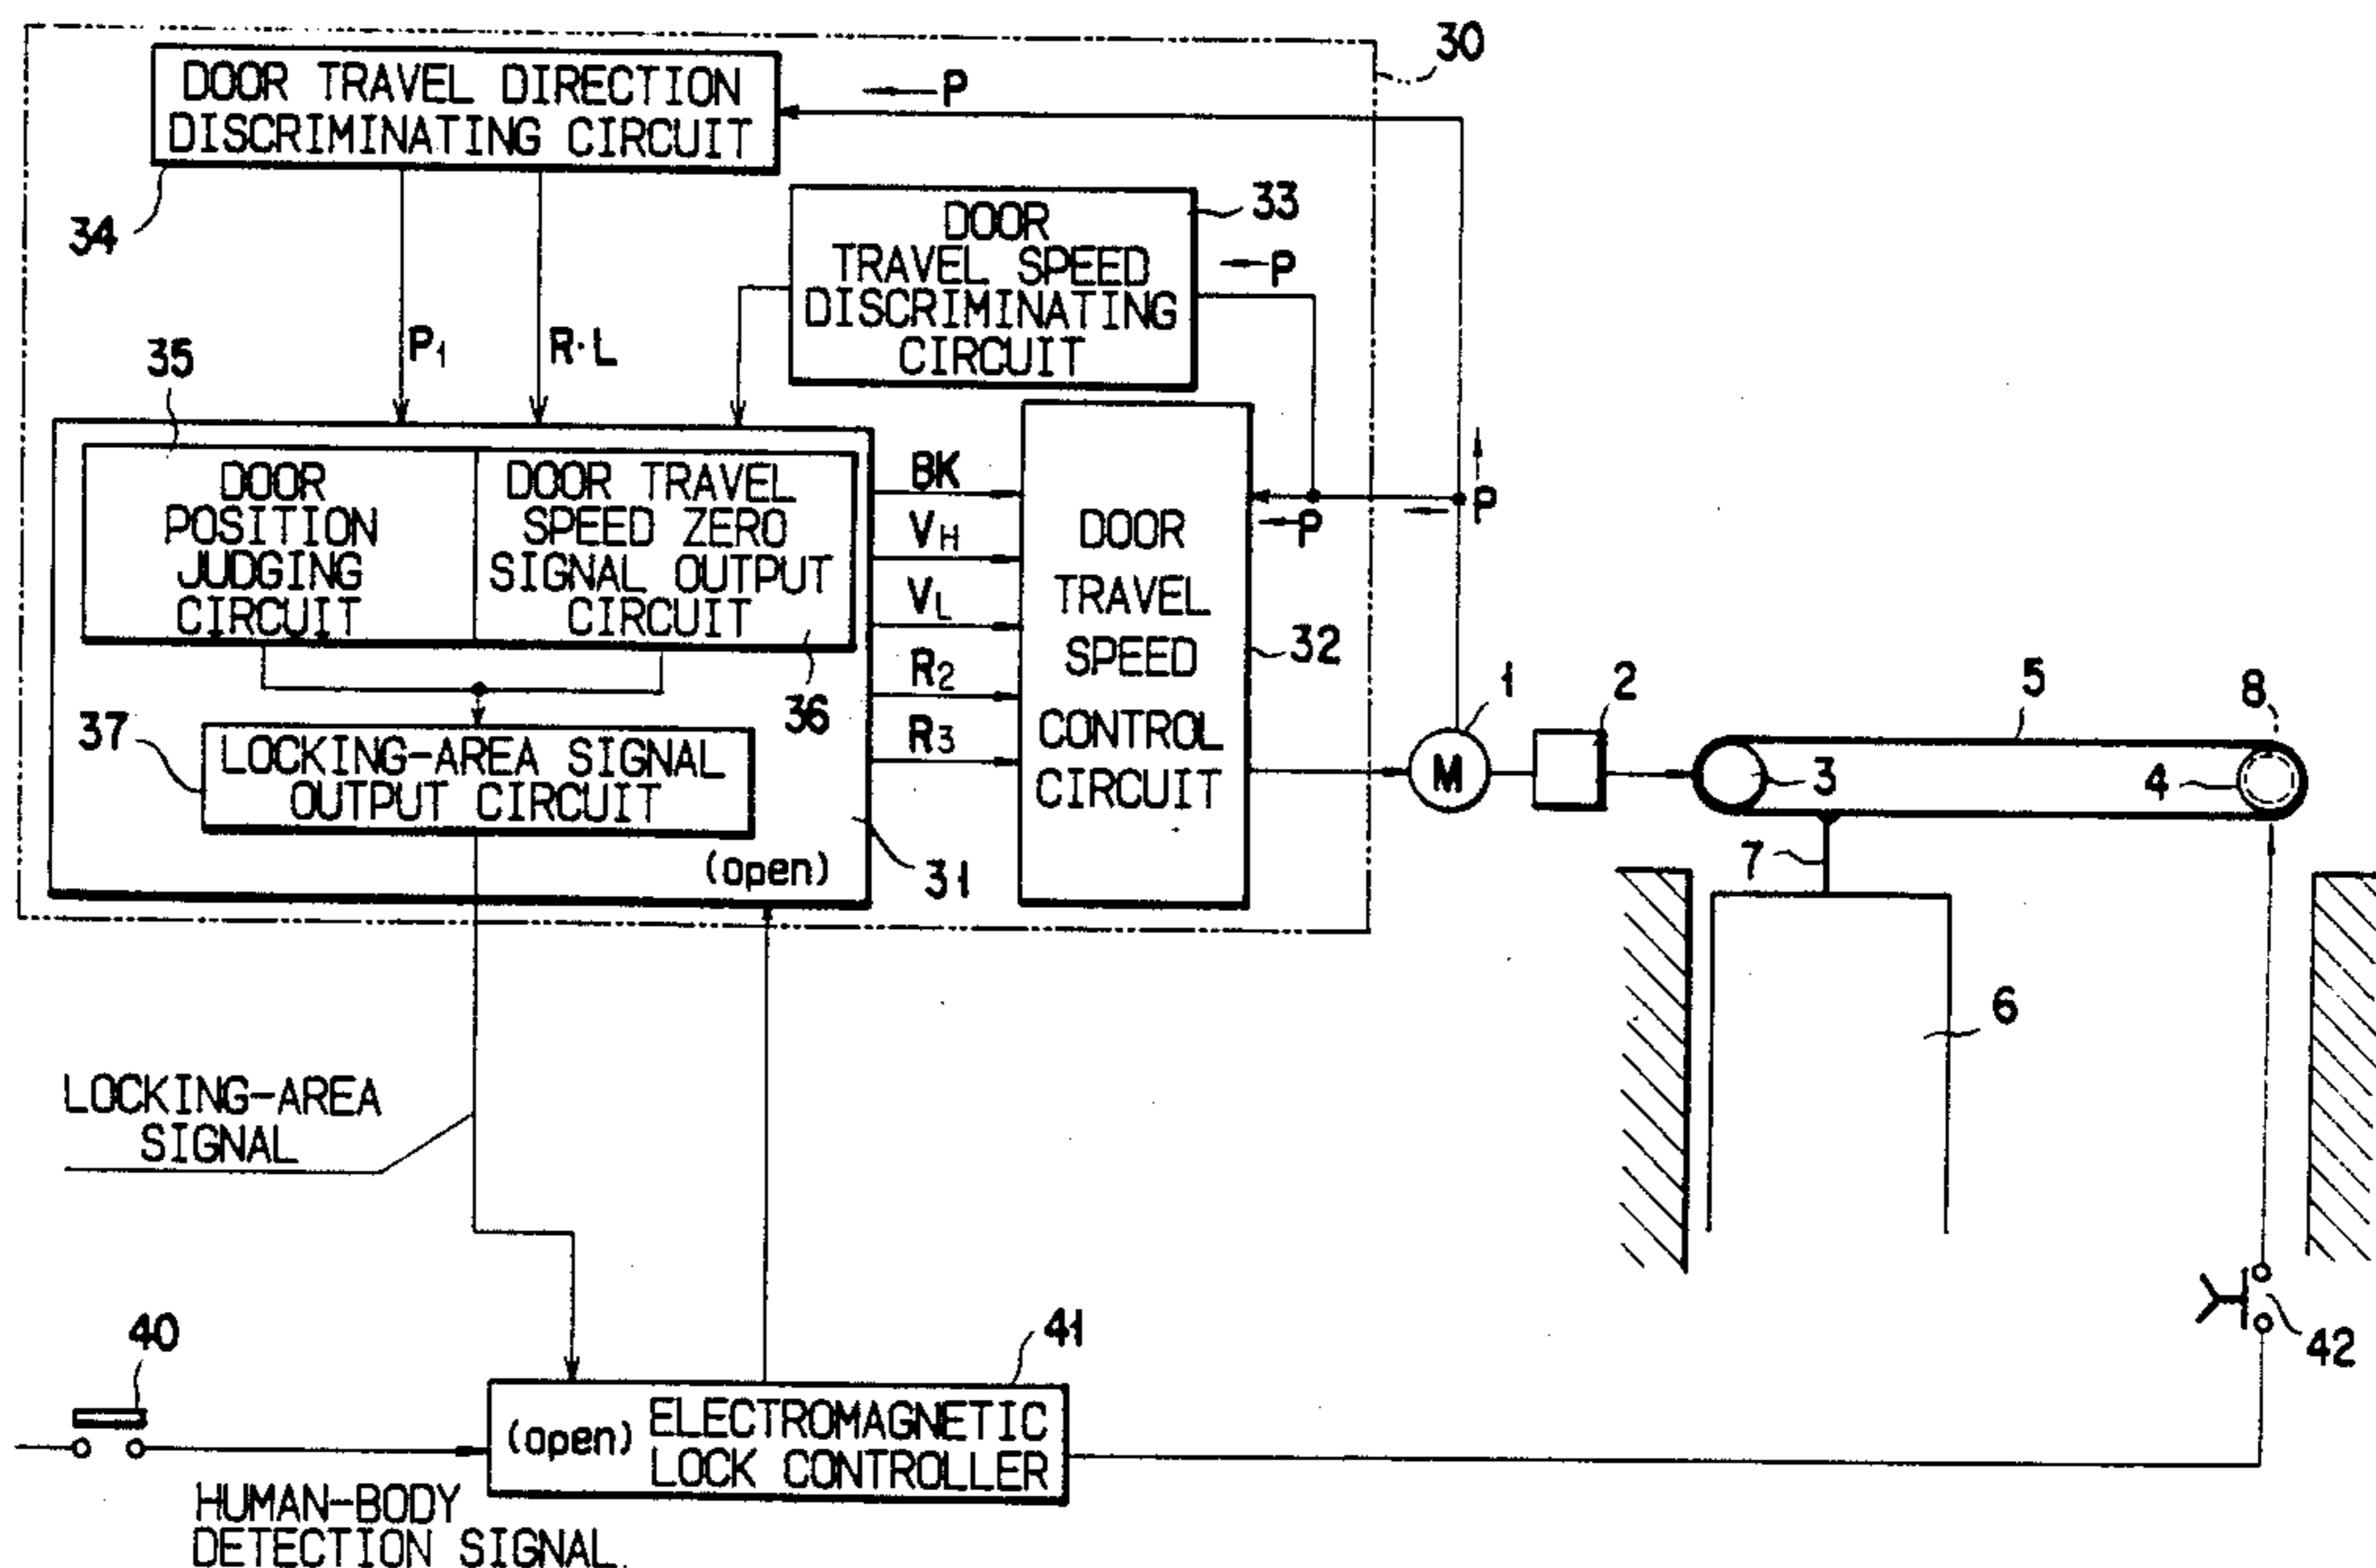 30
DOOR TRAVEL DIRECTION
DISCRIMINATING CIRCUIT
P
34
33
DOOR
TRAVEL SPEED
DISCRIMINATING
CIRCUIT
P
P1
R·L
35
DOOR
POSITION
JUDGING
CIRCUIT
DOOR TRAVEL
SPEED ZERO
SIGNAL OUTPUT
CIRCUIT
36
BK
VH
VL
R2
R3
DOOR
TRAVEL
SPEED
CONTROL
CIRCUIT
32
P
P
37
LOCKING-AREA SIGNAL
OUTPUT CIRCUIT
(open)
31
1
M
2
3
5
8
4
7
6
LOCKING-AREA
SIGNAL
40
HUMAN-BODY
DETECTION SIGNAL
41
(open)
ELECTROMAGNETIC
LOCK CONTROLLER
42